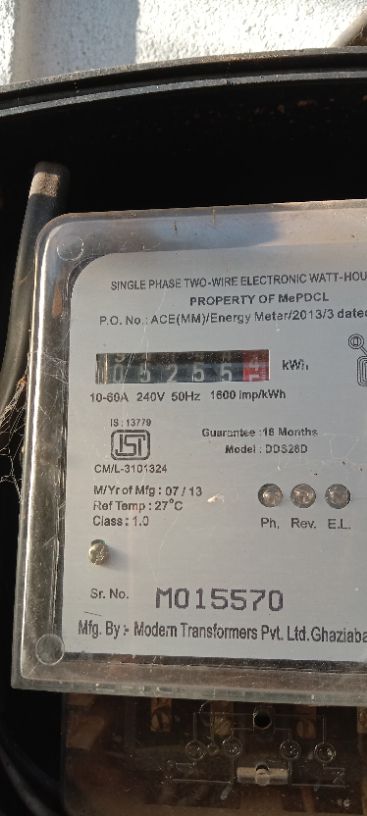 SINGLE PHASE TWO-WIRE ELECTRONIC WATT-HOU
PROPERTY OF MePDCL
P.O. No.: ACE(MM)/Energy Meter/2013/3 dated
05255 kWh
10-60A 240V 50Hz 1600 imp/kWh
IS : 13779
ISI
CM/L-3101324
Guarantee :18 Months
Model : DDS28D
M/Yr of Mfg : 07/13
Ref Temp : 27°C
Class : 1.0
Ph. Rev. E.L.
Sr. No. M015570
Mfg. By :- Modern Transformers Pvt. Ltd. Ghaziaba